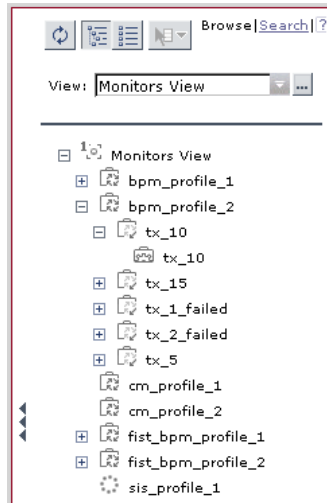 Browse|Search|?
View: Monitors View ...
1 Monitors View
bpm_profile_1
bpm_profile_2
tx_10
tx_10
tx_15
tx_1_failed
tx_2_failed
tx_5
cm_profile_1
cm_profile_2
fist_bpm_profile_1
fist_bpm_profile_2
sis_profile_1